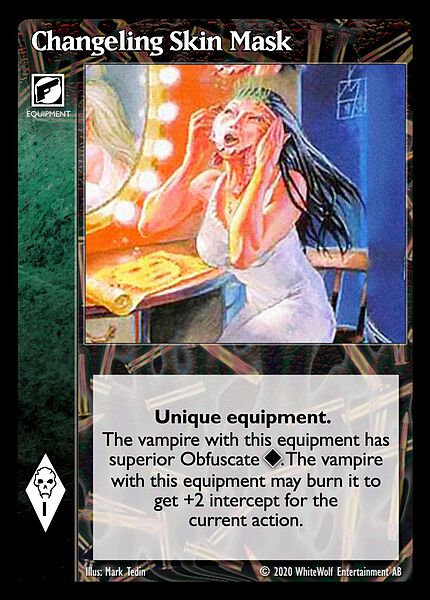 Changeling Skin Mask
EQUIPMENT
Unique equipment.
The vampire with this equipment has
superior Obfuscate ◆.The vampire
with this equipment may burn it to
get +2 intercept for the
current action.
1
Illus: Mark Tedin © 2020 WhiteWolf Entertainment AB